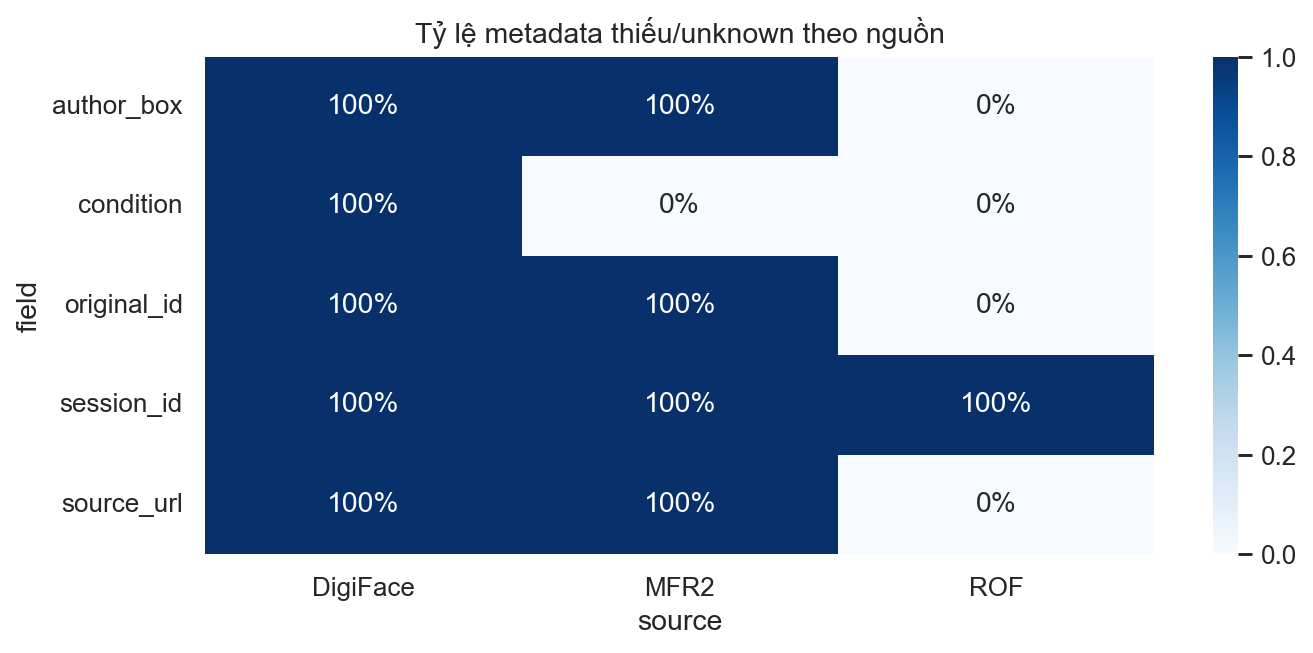 Tỷ lệ metadata thiếu/unknown theo nguồn
author_box 100% 100% 0%
condition 100% 0% 0%
original_id 100% 100% 0%
session_id 100% 100% 100%
source_url 100% 100% 0%
DigiFace MFR2 ROF
source
field
1.0
0.8
0.6
0.4
0.2
0.0